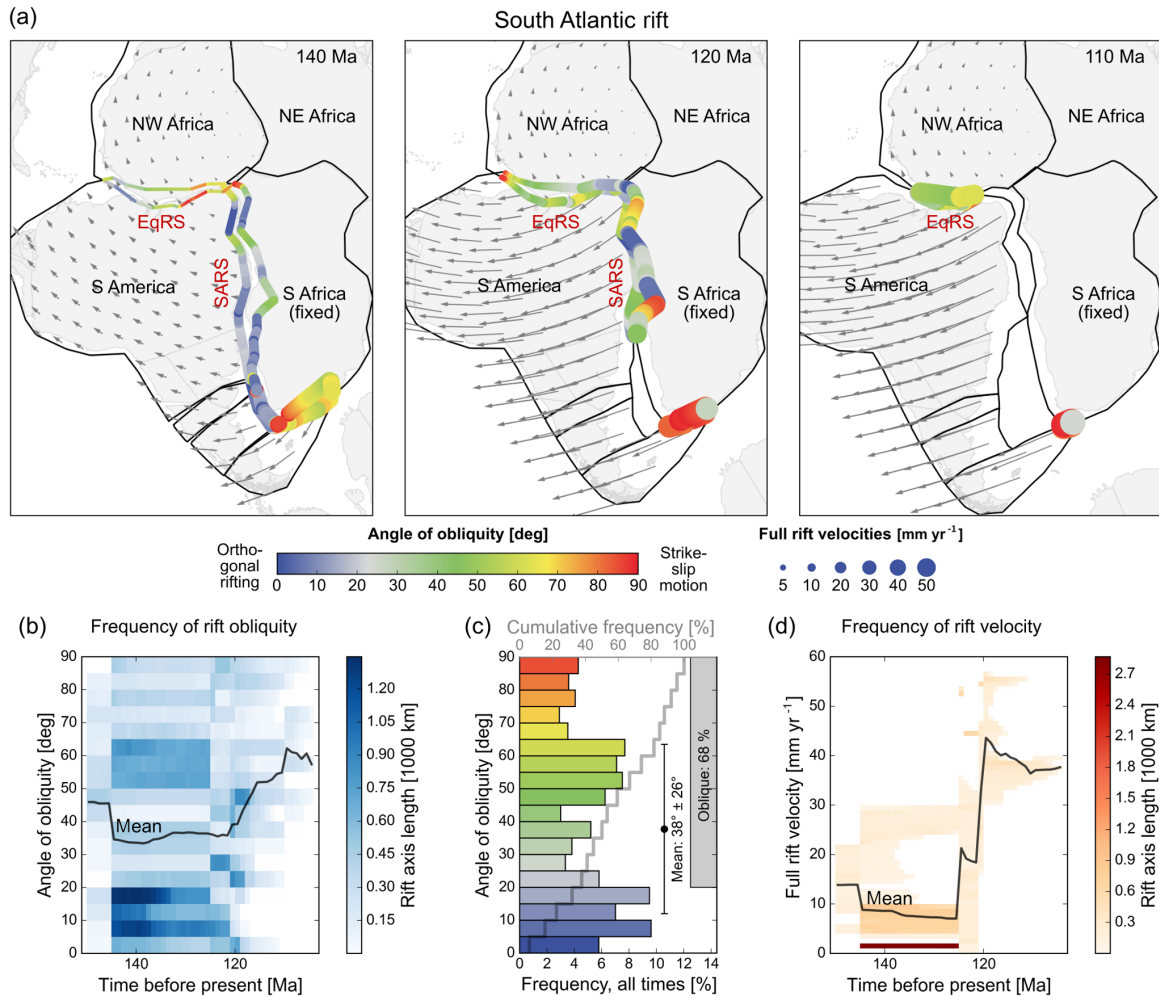 (a)
South Atlantic rift
140 Ma
NW Africa
NE Africa
EqRS
SARS
S America
S Africa
(fixed)
120 Ma
NW Africa
NE Africa
EqRS
SARS
S America
S Africa
(fixed)
110 Ma
NW Africa
NE Africa
EqRS
S America
S Africa
(fixed)
Angle of obliquity [deg]
Ortho-
gonal
rifting
0 10 20 30 40 50 60 70 80 90
Strike-
slip
motion
Full rift velocities [mm yr⁻¹]
5 10 20 30 40 50
(b)
Frequency of rift obliquity
Angle of obliquity [deg]
90
80
70
60
50
40
30
20
10
0
Mean
140 120
Time before present [Ma]
1.20
1.05
0.90
0.75
0.60
0.45
0.30
0.15
Rift axis length [1000 km]
(c)
Cumulative frequency [%]
0 20 40 60 80 100
Angle of obliquity [deg]
90
80
70
60
50
40
30
20
10
0
Mean: 38° ± 26°
Oblique: 68 %
0 2 4 6 8 10 12 14
Frequency, all times [%]
(d)
Frequency of rift velocity
Full rift velocity [mm yr⁻¹]
60
50
40
30
20
10
0
Mean
140 120
Time before present [Ma]
2.7
2.4
2.1
1.8
1.5
1.2
0.9
0.6
0.3
Rift axis length [1000 km]